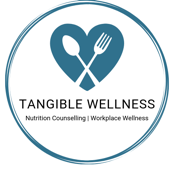 TANGIBLE WELLNESS
Nutrition Counselling | Workplace Wellness